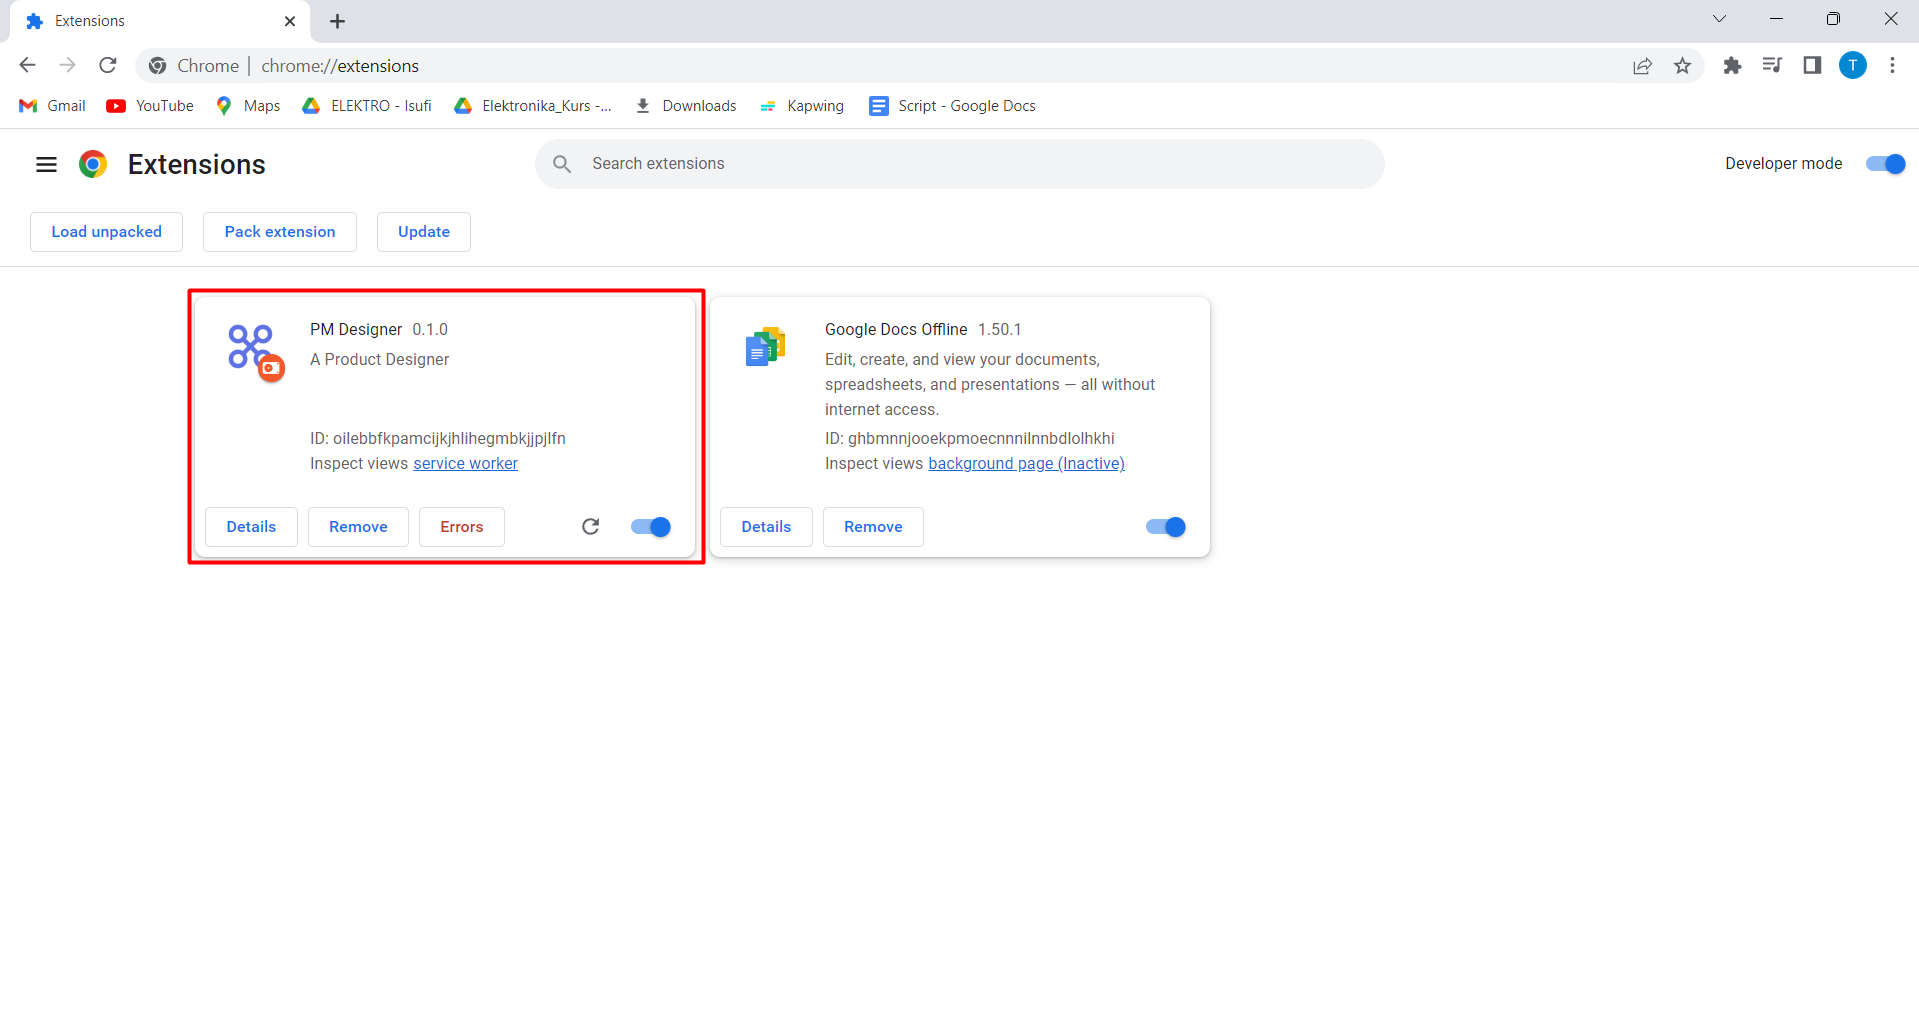 Extensions
Chrome | chrome://extensions
T
Gmail YouTube Maps ELEKTRO - Isufi Elektronika_Kurs -... Downloads Kapwing Script - Google Docs
Extensions
Search extensions
Developer mode
Load unpacked Pack extension Update
PM Designer 0.1.0
A Product Designer
ID: oilebbfkpamcijkjhlihegmbkjjpjlfn
Inspect views service worker
Details Remove Errors
Google Docs Offline 1.50.1
Edit, create, and view your documents,
spreadsheets, and presentations — all without
internet access.
ID: ghbmnnjooekpmoecnnnilnnbdlolhkhi
Inspect views background page (Inactive)
Details Remove